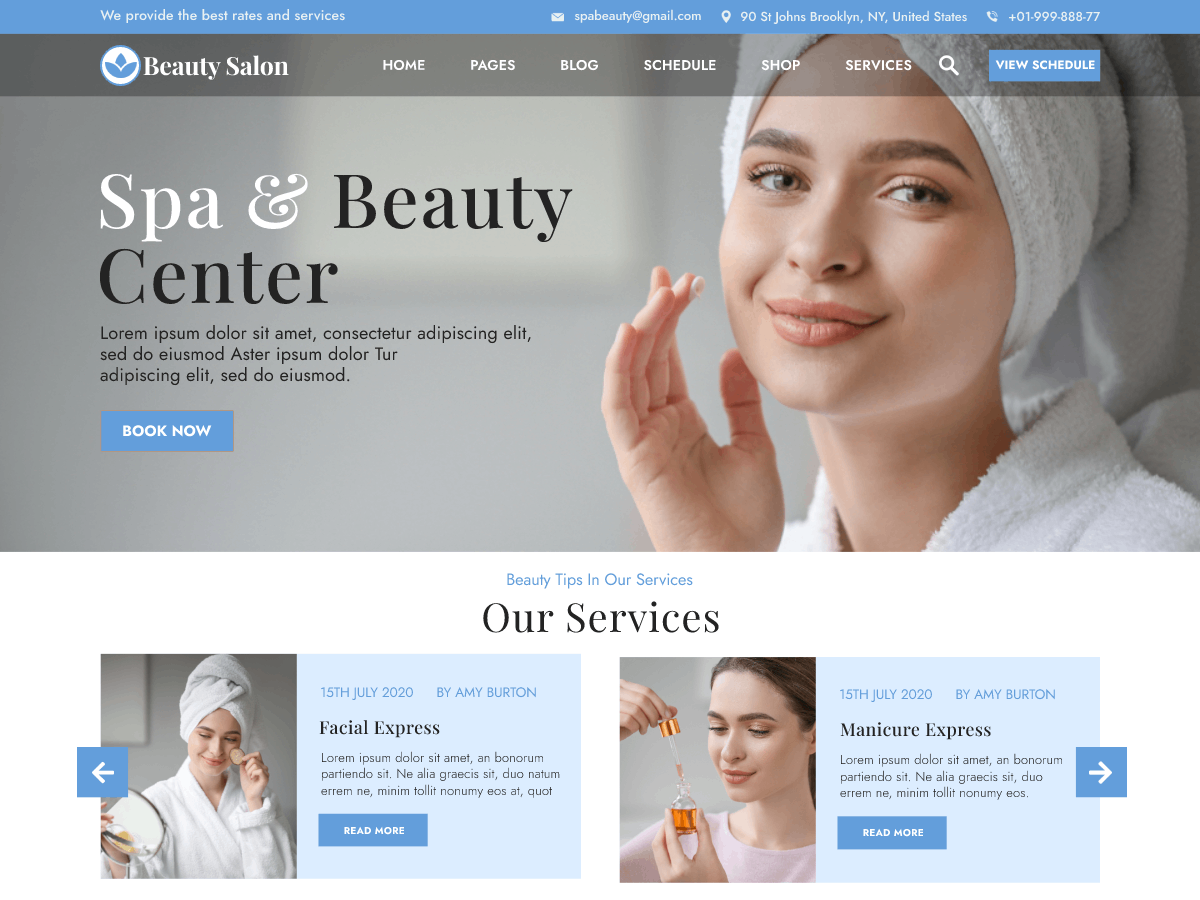 We provide the best rates and services
spabeauty@gmail.com
90 St Johns Brooklyn, NY, United States
+01-999-888-77
Beauty Salon
HOME
PAGES
BLOG
SCHEDULE
SHOP
SERVICES
VIEW SCHEDULE
Spa & Beauty
Center
Lorem ipsum dolor sit amet, consectetur adipiscing elit,
sed do eiusmod Aster ipsum dolor Tur
adipiscing elit, sed do eiusmod.
BOOK NOW
Beauty Tips In Our Services
Our Services
15TH JULY 2020 BY AMY BURTON
Facial Express
Lorem ipsum dolor sit amet, an bonorum
partiendo sit. Ne alia graecis sit, duo natum
errem ne, minim tollit nonumy eos at, quot
READ MORE
15TH JULY 2020 BY AMY BURTON
Manicure Express
Lorem ipsum dolor sit amet, an bonorum
partiendo sit. Ne alia graecis sit, duo
errem ne, minim tollit nonumy eos.
READ MORE